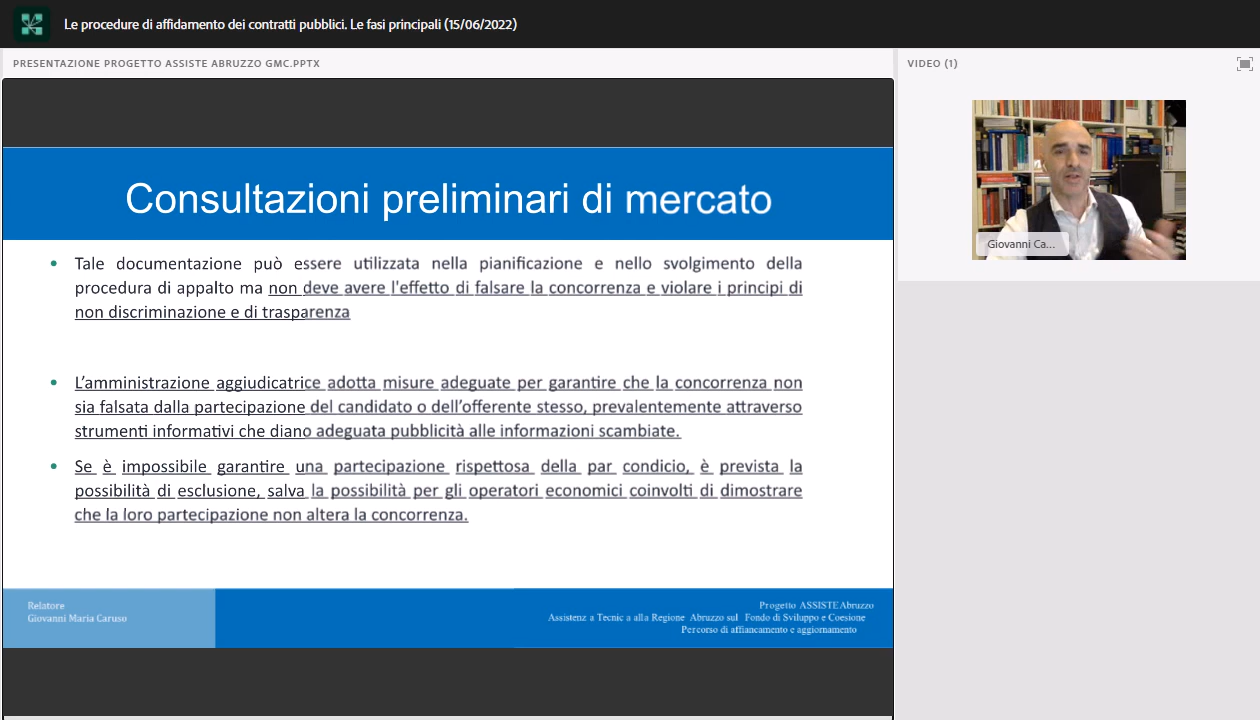 Le procedure di affidamento dei contratti pubblici. Le fasi principali (15/06/2022)
PRESENTAZIONE PROGETTO ASSISTE ABRUZZO GMC.PPTX
VIDEO (1)
Consultazioni preliminari di mercato
• Tale documentazione può essere utilizzata nella pianificazione e nello svolgimento della
procedura di appalto ma non deve avere l'effetto di falsare la concorrenza e violare i principi di
non discriminazione e di trasparenza
• L'amministrazione aggiudicatrice adotta misure adeguate per garantire che la concorrenza non
sia falsata dalla partecipazione del candidato o dell'offerente stesso, prevalentemente attraverso
strumenti informativi che diano adeguata pubblicità alle informazioni scambiate.
• Se è impossibile garantire una partecipazione rispettosa della par condicio, è prevista la
possibilità di esclusione, salva la possibilità per gli operatori economici coinvolti di dimostrare
che la loro partecipazione non altera la concorrenza.
Giovanni Ca...
Relatore
Giovanni Maria Caruso
Progetto ASSISTEAbruzzo
Assistenz a Tecnic a alla Regione Abruzzo sul Fondo di Sviluppo e Coesione
Percorso di affiancamento e aggiornamento